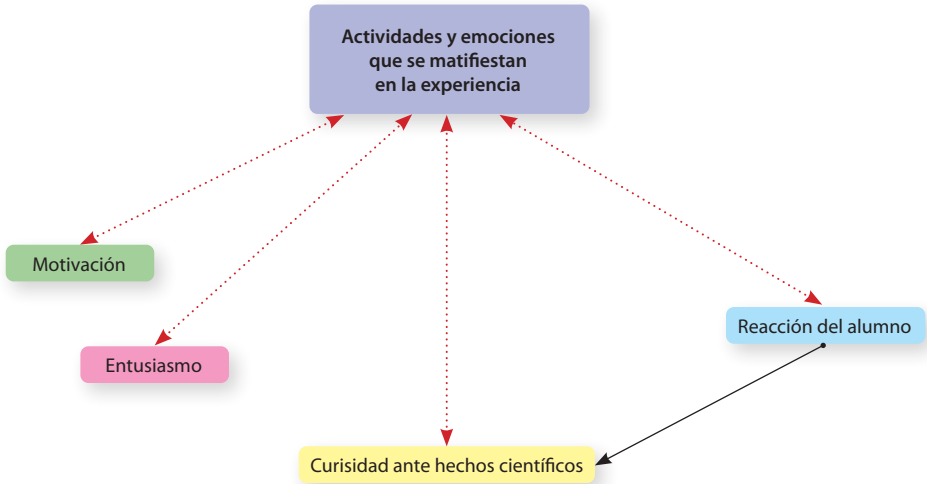 Actividades y emociones
que se matifiestan
en la experiencia
Motivación
Reacción del alumno
Entusiasmo
Curisidad ante hechos científicos